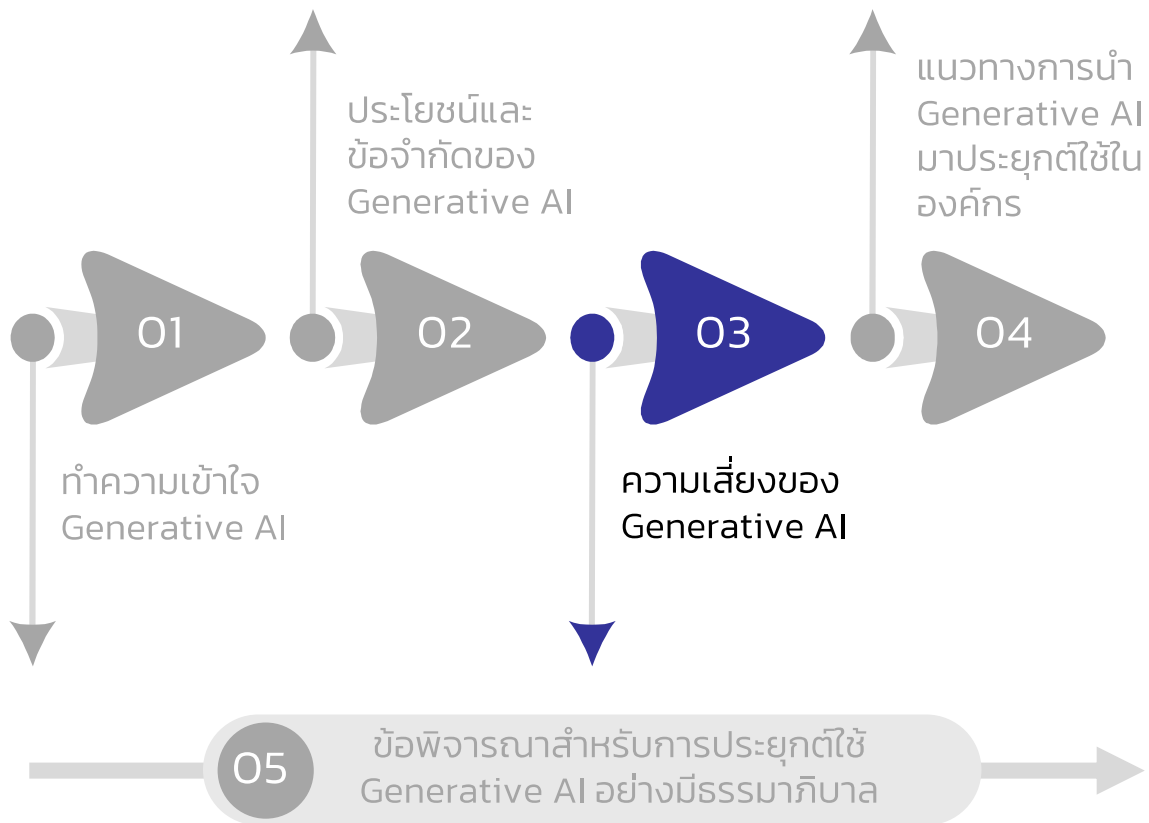 01
ทำความเข้าใจ
Generative AI
ประโยชน์และ
ข้อจำกัดของ
Generative AI
02
03
ความเสี่ยงของ
Generative AI
แนวทางการนำ
Generative AI
มาประยุกต์ใช้ใน
องค์กร
04
05
ข้อพิจารณาสำหรับการประยุกต์ใช้
Generative AI อย่างมีธรรมาภิบาล